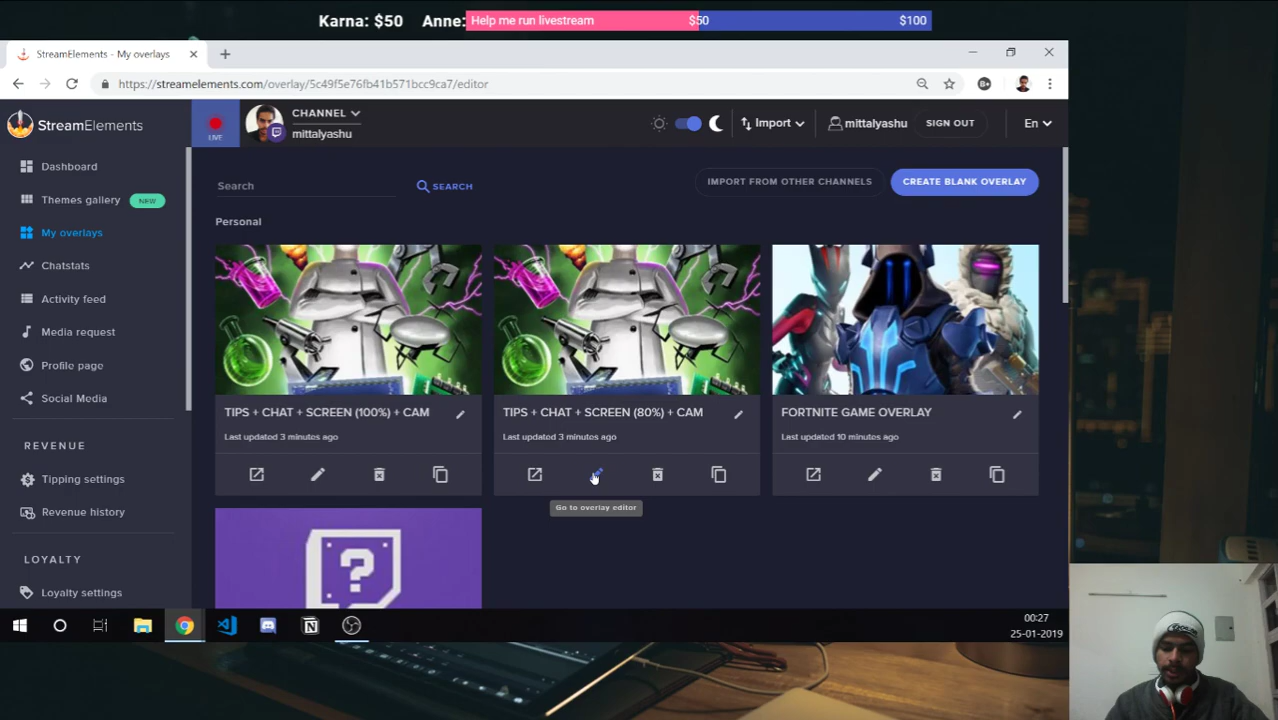 Karna: $50 Anne: Help me run livestream $50 $100
StreamElements - My overlays
https://streamelements.com/overlay/5c49f5e76fb41b571bcc9ca7/editor
StreamElements
LIVE
CHANNEL
mittalyashu
Import
mittalyashu
SIGN OUT
En
Dashboard
Themes gallery NEW
My overlays
Chatstats
Activity feed
Media request
Profile page
Social Media
REVENUE
Tipping settings
Revenue history
LOYALTY
Loyalty settings
Search
SEARCH
IMPORT FROM OTHER CHANNELS
CREATE BLANK OVERLAY
Personal
TIPS + CHAT + SCREEN (100%) + CAM
Last updated 3 minutes ago
TIPS + CHAT + SCREEN (80%) + CAM
Last updated 3 minutes ago
Go to overlay editor
FORTNITE GAME OVERLAY
Last updated 10 minutes ago
00:27
25-01-2019